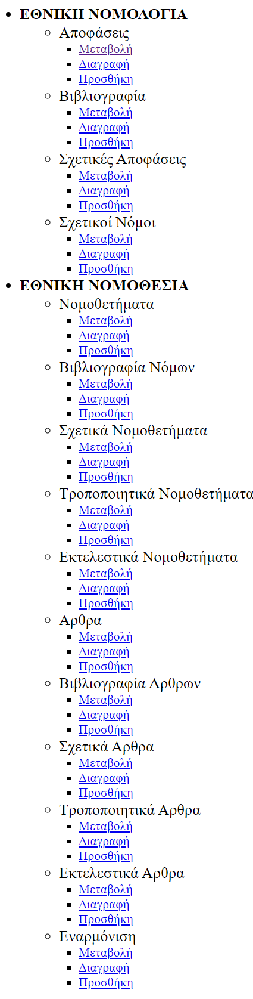 ΕΘΝΙΚΗ ΝΟΜΟΛΟΓΙΑ
Αποφάσεις
Μεταβολή
Διαγραφή
Προσθήκη
Βιβλιογραφία
Μεταβολή
Διαγραφή
Προσθήκη
Σχετικές Αποφάσεις
Μεταβολή
Διαγραφή
Προσθήκη
Σχετικοί Νόμοι
Μεταβολή
Διαγραφή
Προσθήκη
ΕΘΝΙΚΗ ΝΟΜΟΘΕΣΙΑ
Νομοθετήματα
Μεταβολή
Διαγραφή
Προσθήκη
Βιβλιογραφία Νόμων
Μεταβολή
Διαγραφή
Προσθήκη
Σχετικά Νομοθετήματα
Μεταβολή
Διαγραφή
Προσθήκη
Τροποποιητικά Νομοθετήματα
Μεταβολή
Διαγραφή
Προσθήκη
Εκτελεστικά Νομοθετήματα
Μεταβολή
Διαγραφή
Προσθήκη
Αρθρα
Μεταβολή
Διαγραφή
Προσθήκη
Βιβλιογραφία Αρθρων
Μεταβολή
Διαγραφή
Προσθήκη
Σχετικά Αρθρα
Μεταβολή
Διαγραφή
Προσθήκη
Τροποποιητικά Αρθρα
Μεταβολή
Διαγραφή
Προσθήκη
Εκτελεστικά Αρθρα
Μεταβολή
Διαγραφή
Προσθήκη
Εναρμόνιση
Μεταβολή
Διαγραφή
Προσθήκη